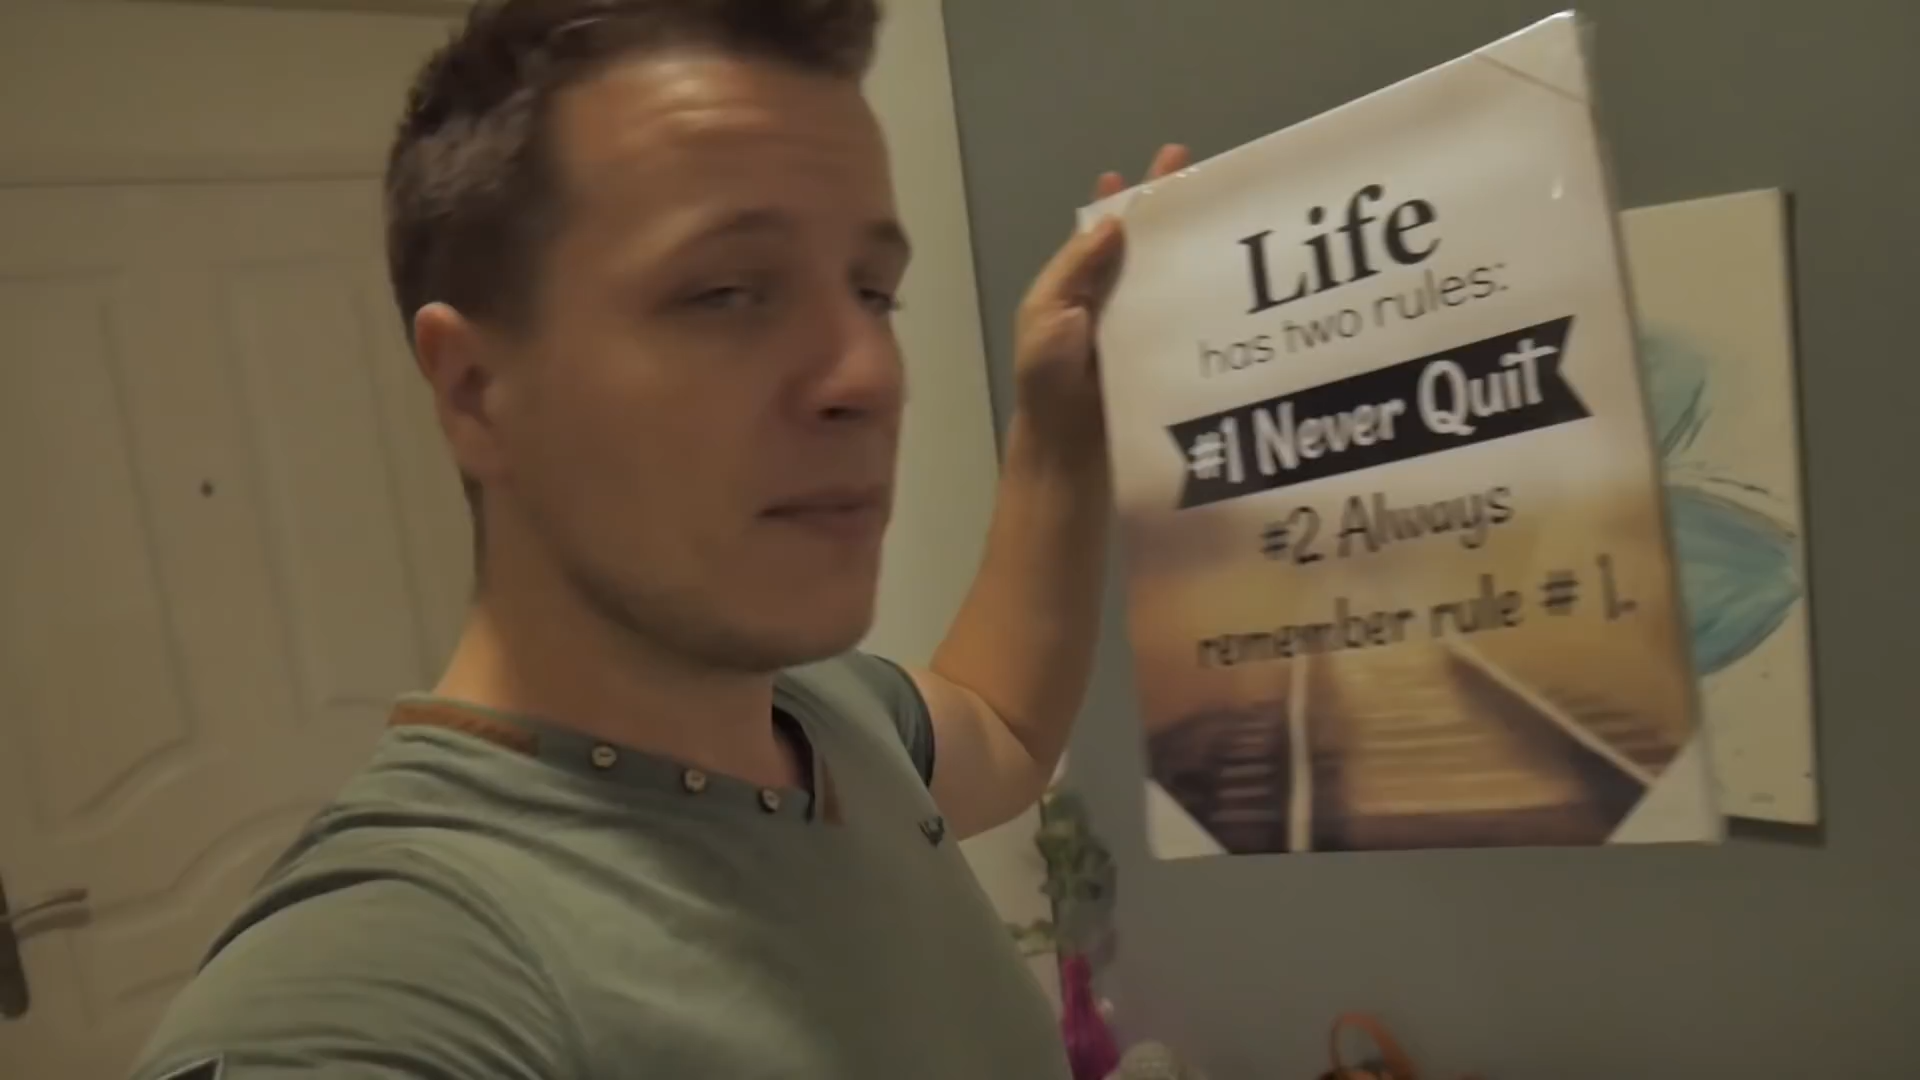 Life
has two rules:
#1 Never Quit
#2 Always
remember rule # 1.